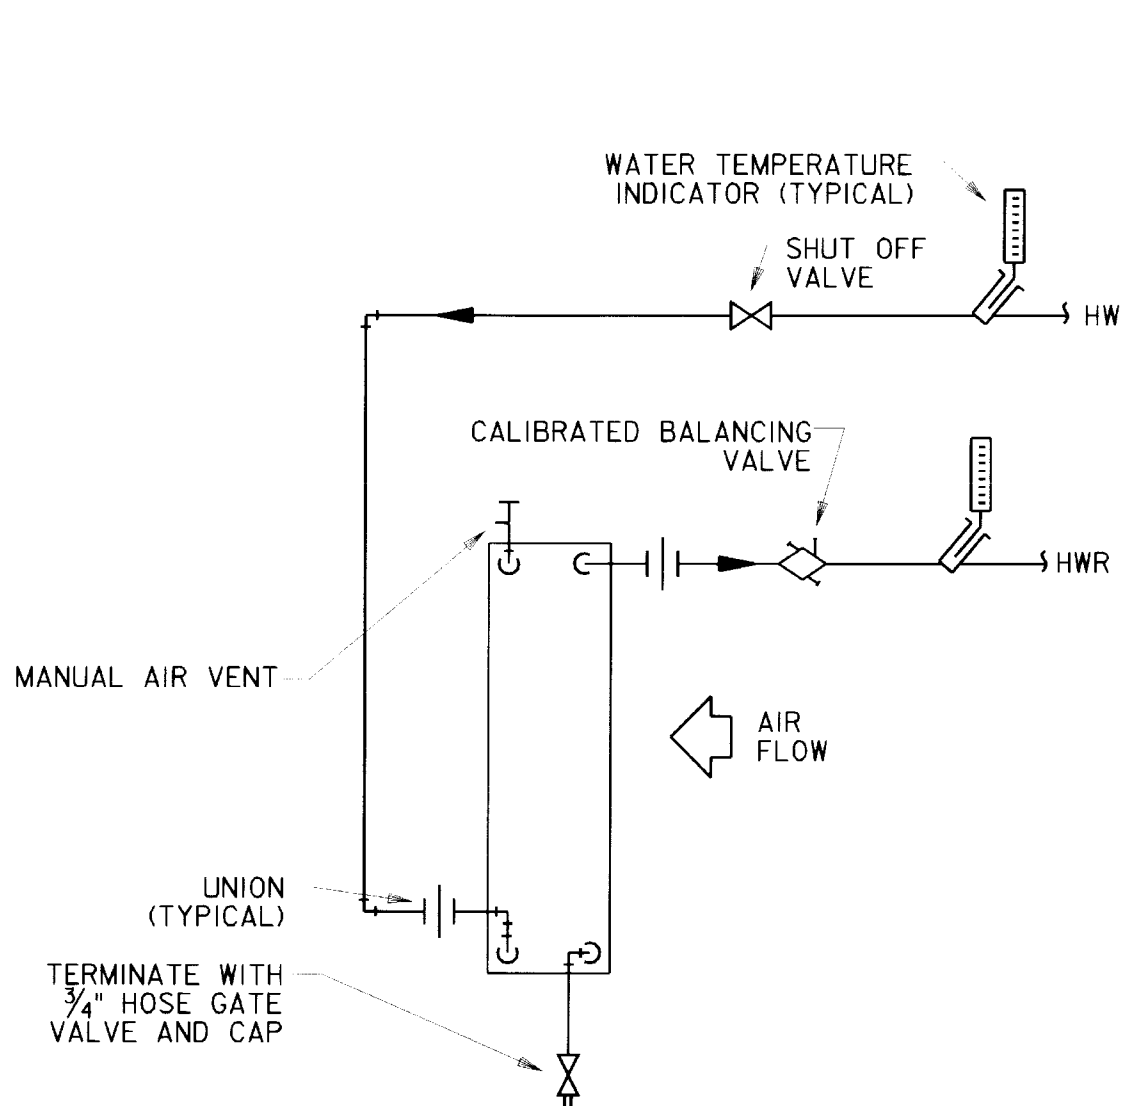 WATER TEMPERATURE
INDICATOR (TYPICAL)
SHUT OFF
VALVE
HW
CALIBRATED BALANCING
VALVE
HWR
MANUAL AIR VENT
AIR
FLOW
UNION
(TYPICAL)
TERMINATE WITH
3/4" HOSE GATE
VALVE AND CAP